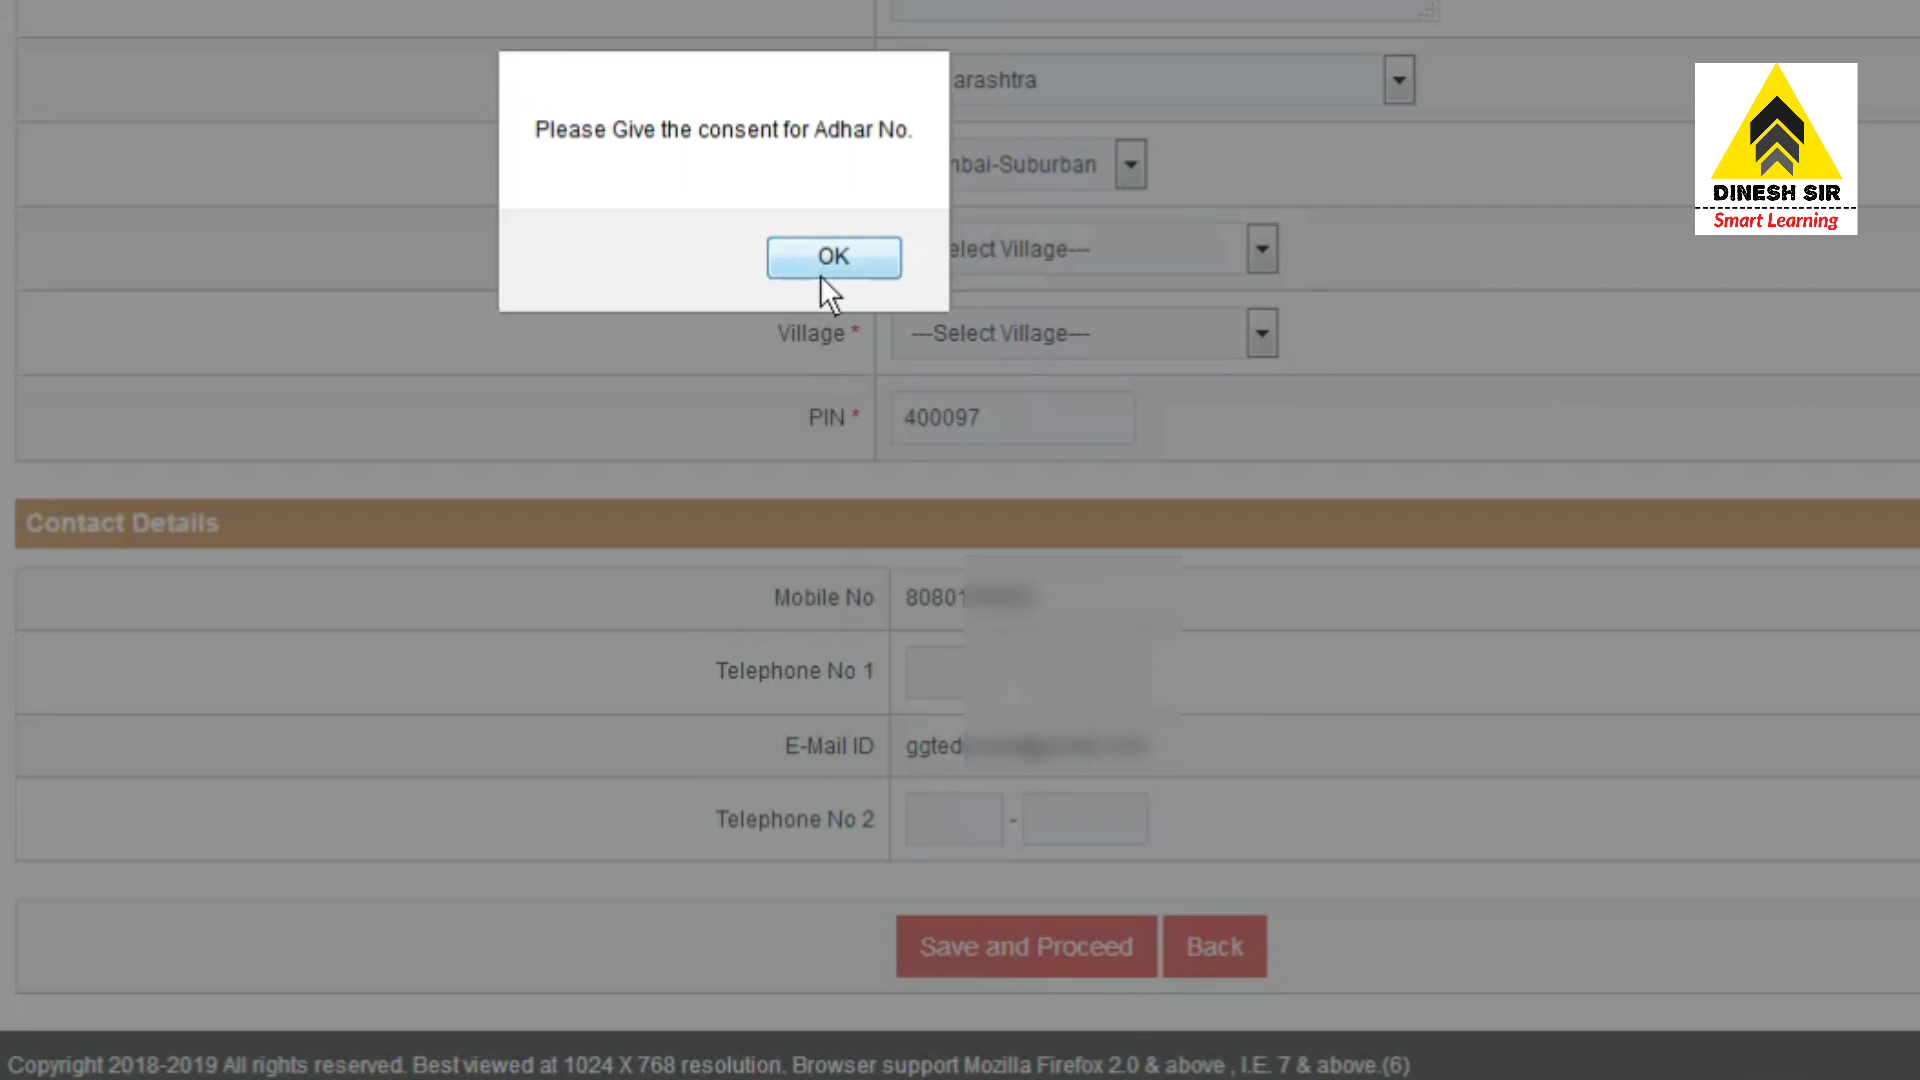 arashtra
Please Give the consent for Adhar No.
nbai-Suburban
DINESH SIR
Smart Learning
OK
elect Village---
Village * ---Select Village---
PIN * 400097
Contact Details
Mobile No 80801
Telephone No 1
E-Mail ID ggted
Telephone No 2 -
Save and Proceed Back
Copyright 2018-2019 All rights reserved. Best viewed at 1024 X 768 resolution. Browser support Mozilla Firefox 2.0 & above , I.E. 7 & above.(6)